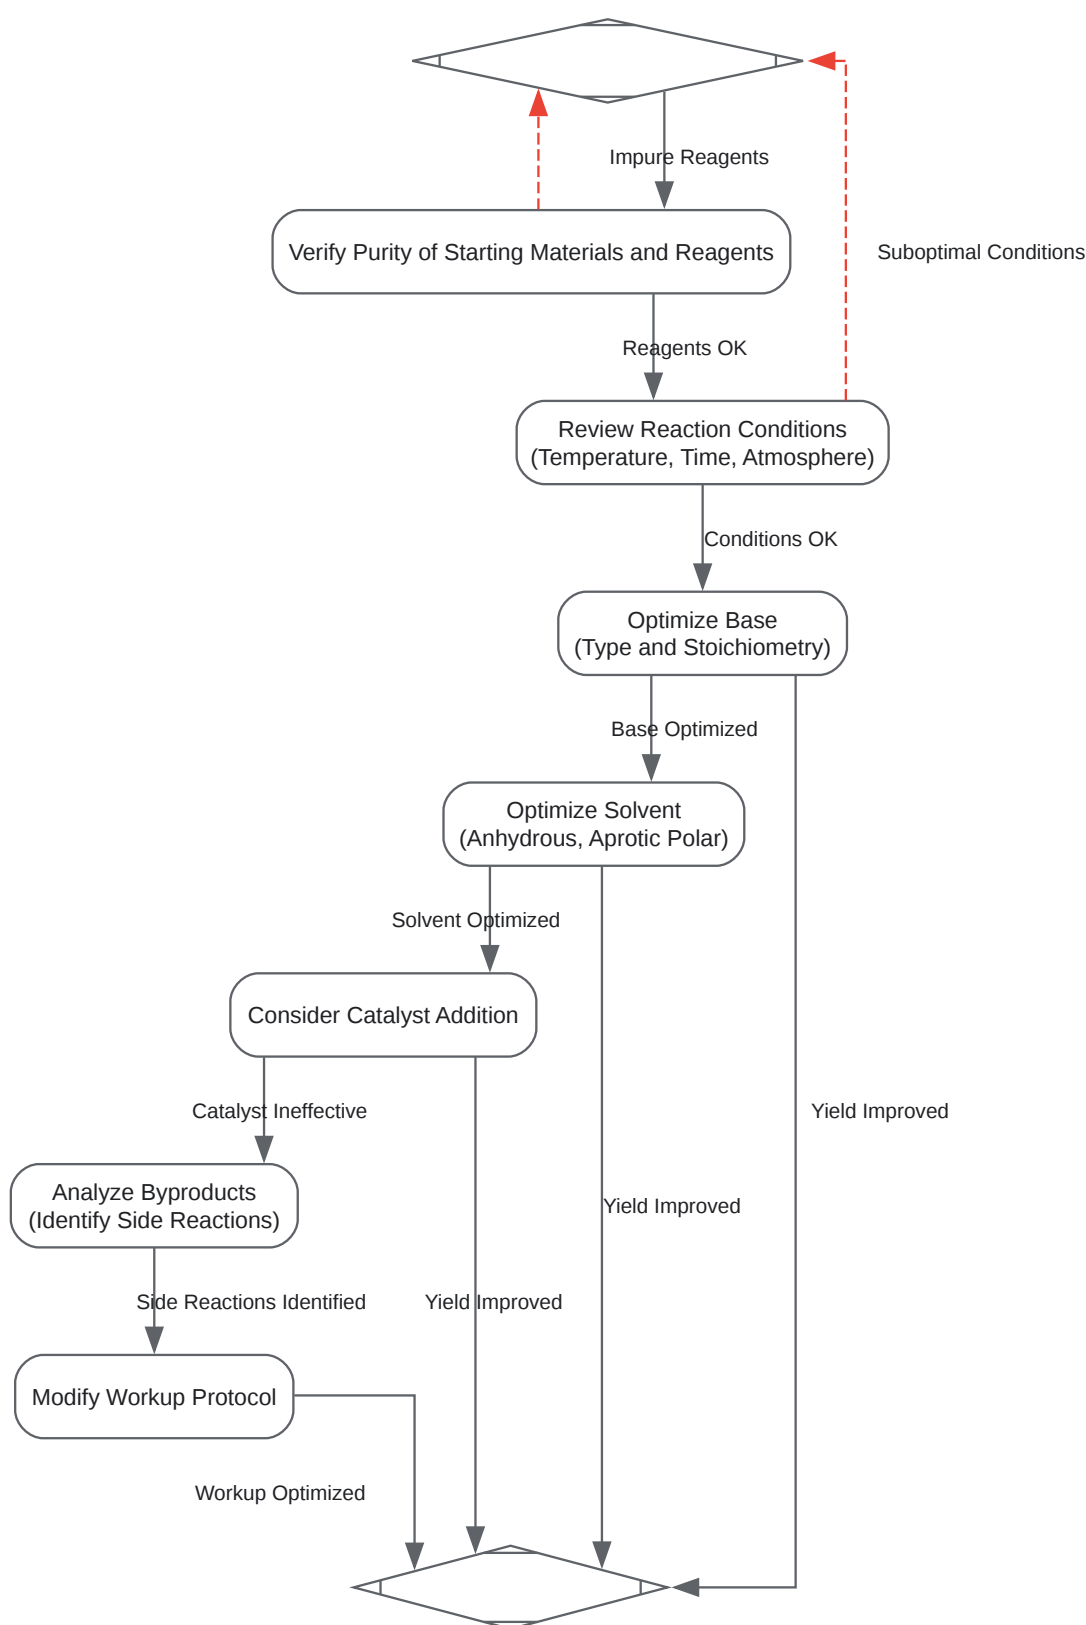 Impure Reagents
Verify Purity of Starting Materials and Reagents
Suboptimal Conditions
Reagents OK
Review Reaction Conditions
(Temperature, Time, Atmosphere)
Conditions OK
Optimize Base
(Type and Stoichiometry)
Base Optimized
Optimize Solvent
(Anhydrous, Aprotic Polar)
Solvent Optimized
Consider Catalyst Addition
Catalyst Ineffective
Yield Improved
Analyze Byproducts
(Identify Side Reactions)
Yield Improved
Side Reactions Identified
Yield Improved
Modify Workup Protocol
Workup Optimized